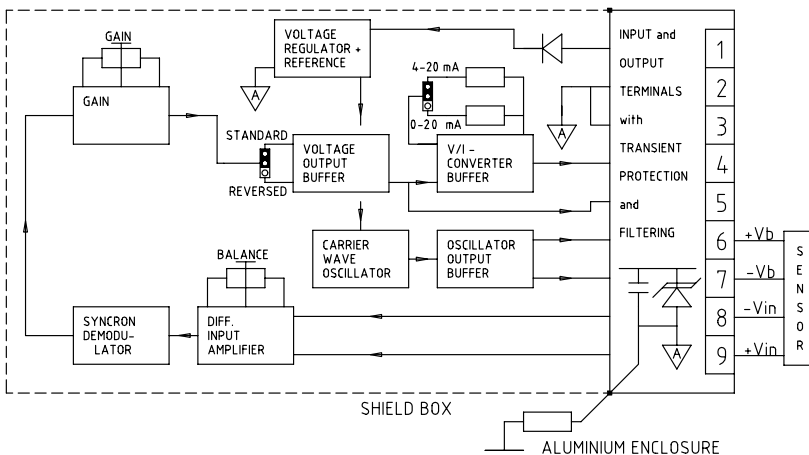 GAIN
GAIN
VOLTAGE
REGULATOR +
REFERENCE
A
4-20 mA
0-20 mA
STANDARD
REVERSED
VOLTAGE
OUTPUT
BUFFER
V/I -
CONVERTER
BUFFER
A
INPUT and
OUTPUT
TERMINALS
with
TRANSIENT
PROTECTION
and
FILTERING
1
2
3
4
5
6
7
8
9
+Vb
-Vb
-Vin
+Vin
SENSOR
CARRIER
WAVE
OSCILLATOR
OSCILLATOR
OUTPUT
BUFFER
BALANCE
SYNCRON
DEMODU-
LATOR
DIFF.
INPUT
AMPLIFIER
A
SHIELD BOX
ALUMINIUM ENCLOSURE